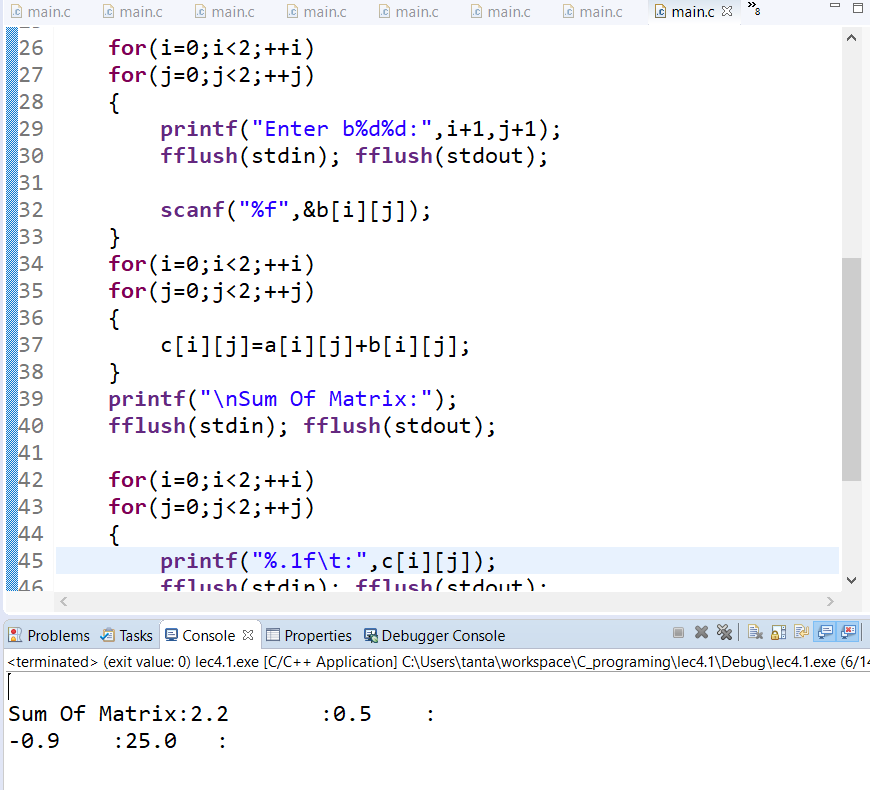 main.c main.c main.c main.c main.c main.c main.c main.c 8
26 for(i=0;i<2;++i)
27 for(j=0;j<2;++j)
28 {
29 printf("Enter b%d%d:",i+1,j+1);
30 fflush(stdin); fflush(stdout);
31
32 scanf("%f",&b[i][j]);
33 }
34 for(i=0;i<2;++i)
35 for(j=0;j<2;++j)
36 {
37 c[i][j]=a[i][j]+b[i][j];
38 }
39 printf("\nSum Of Matrix:");
40 fflush(stdin); fflush(stdout);
41
42 for(i=0;i<2;++i)
43 for(j=0;j<2;++j)
44 {
45 printf("%.1f\t:",c[i][j]);
46 fflush(stdin); fflush(stdout);
Problems Tasks Console Properties Debugger Console
<terminated> (exit value: 0) lec4.1.exe [C/C++ Application] C:\Users\tanta\workspace\C_programing\lec4.1\Debug\lec4.1.exe (6/14
Sum Of Matrix:2.2 :0.5 :
-0.9 :25.0 :